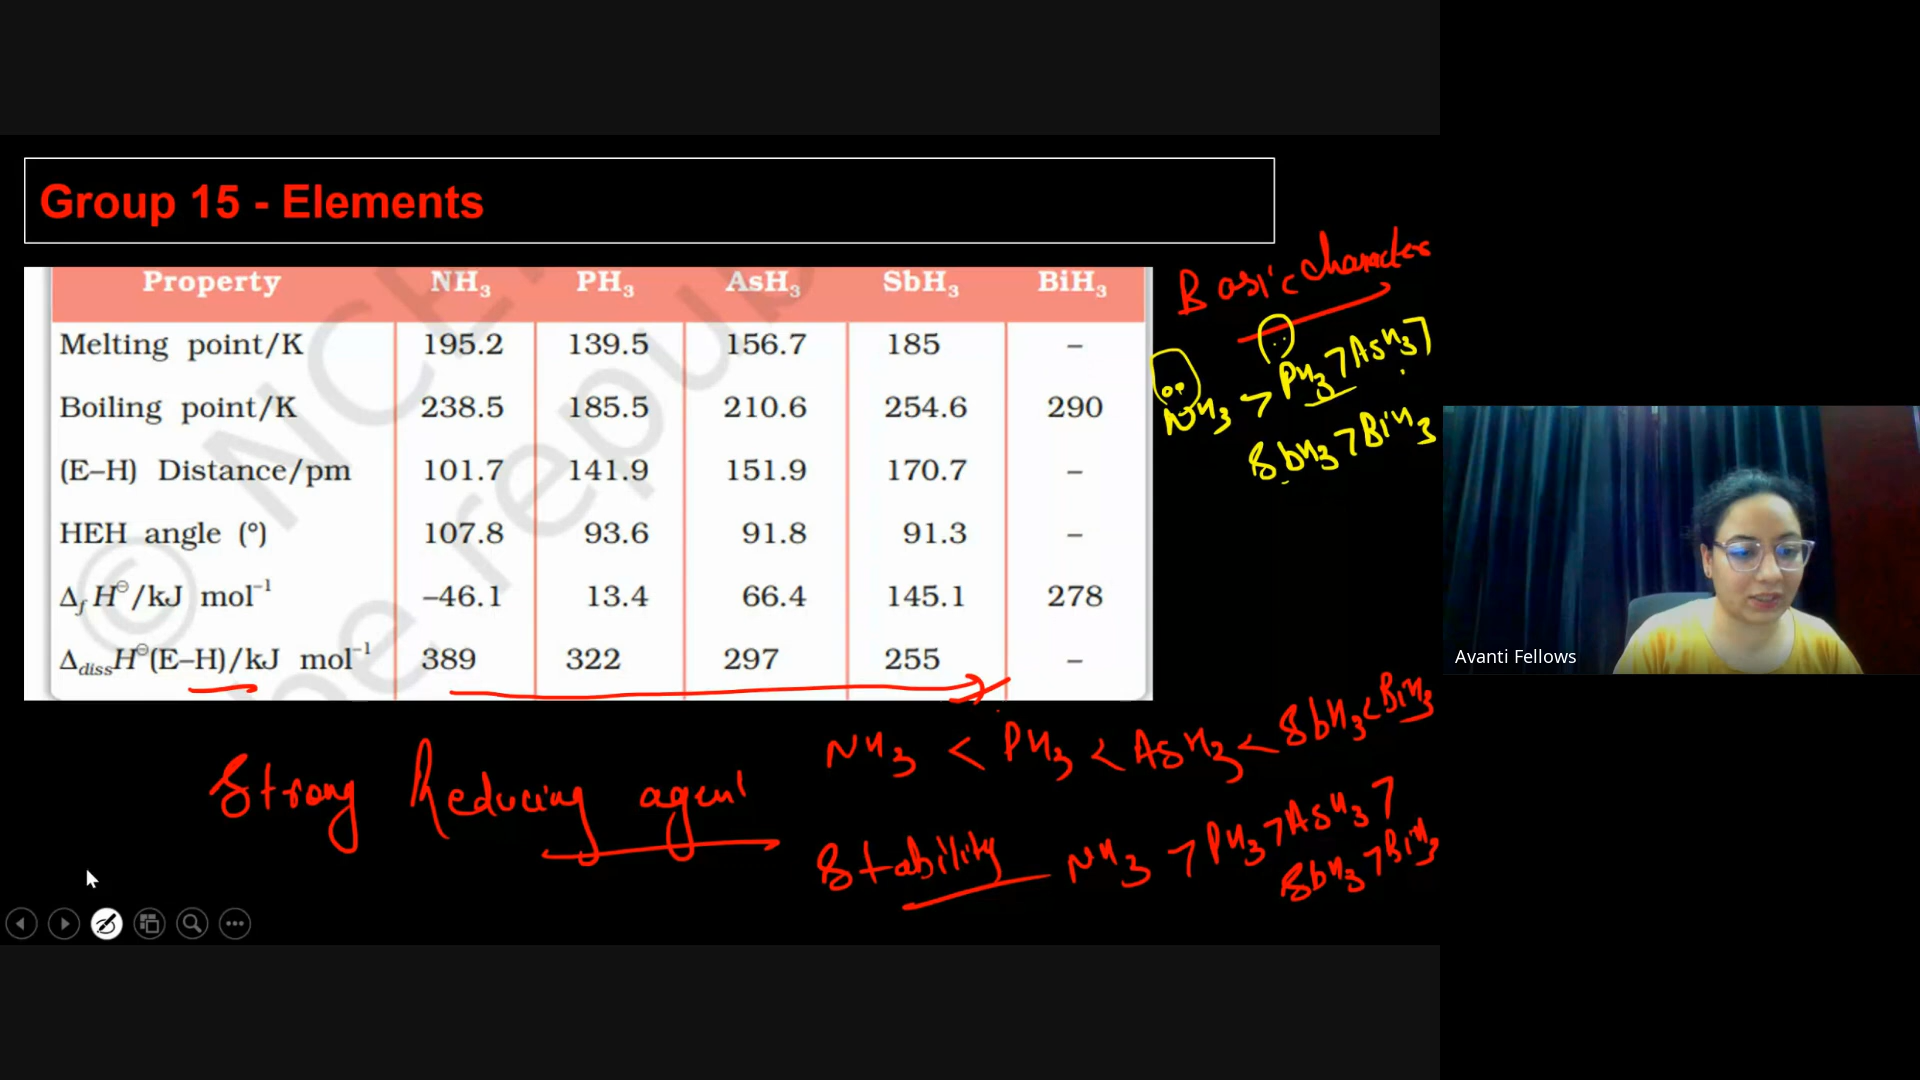 Group 15 - Elements
Property NH₃ PH₃ AsH₃ SbH₃ BiH₃
Melting point/K 195.2 139.5 156.7 185 –
Boiling point/K 238.5 185.5 210.6 254.6 290
(E–H) Distance/pm 101.7 141.9 151.9 170.7 –
HEH angle (°) 107.8 93.6 91.8 91.3 –
Δf H⊖/kJ mol⁻¹ –46.1 13.4 66.4 145.1 278
ΔdissH⊖(E–H)/kJ mol⁻¹ 389 322 297 255 –
© NCE
he repub
Basic character
NH₃ > PH₃ > AsH₃ >
SbH₃ > BiH₃
Avanti Fellows
Strong Reducing agent
NH₃ < PH₃ < AsH₃ < SbH₃ < BiH₃
Stability NH₃ > PH₃ > AsH₃ >
SbH₃ > BiH₃